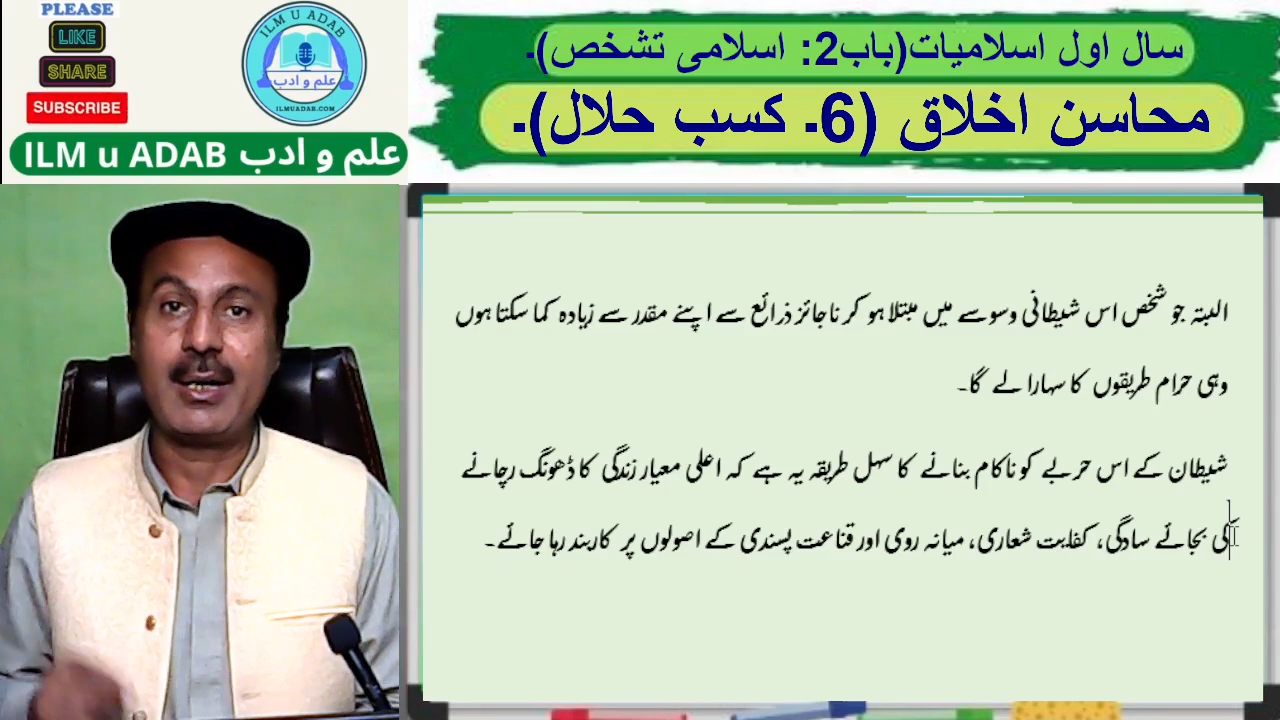 PLEASE
LIKE
SHARE
SUBSCRIBE
ILM U ADAB
علم و ادب
ILMUADAB.COM
ILM u ADAB علم و ادب
سال اول اسلامیات(باب2: اسلامی تشخص)۔
محاسن اخلاق (6۔ کسب حلال)۔
البتہ جو شخص اس شیطانی وسوسے میں مبتلا ہو کر ناجائز ذرائع سے اپنے مقدر سے زیادہ کما سکتا ہوں
وہی حرام طریقوں کا سہارا لے گا۔
شیطان کے اس حربے کو ناکام بنانے کا سہل طریقہ یہ ہے کہ اعلی معیار زندگی کا ڈھونگ رچانے
کی بجائے سادگی، کفایت شعاری، میانہ روی اور قناعت پسندی کے اصولوں پر کاربند رہا جائے۔